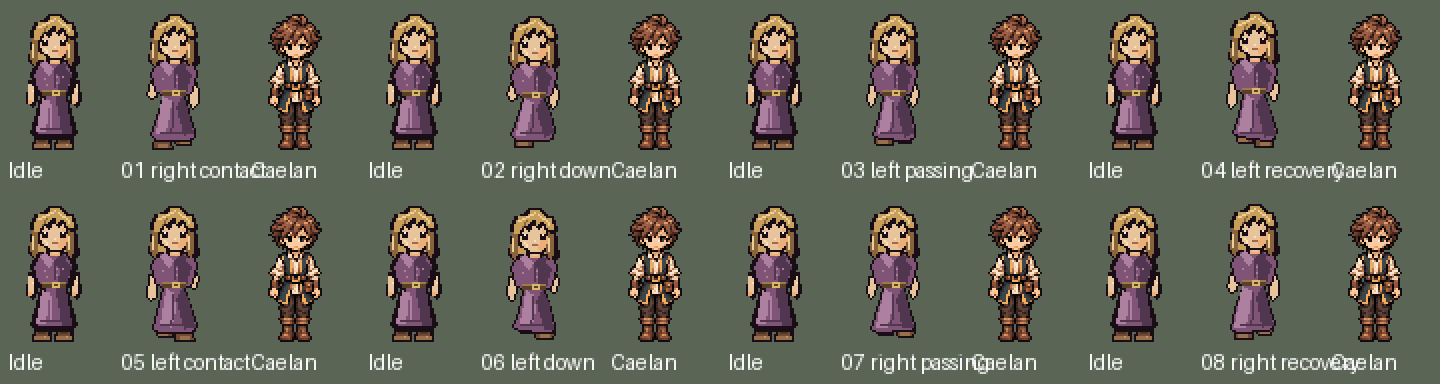 Idle 01 right contact Caelan Idle 02 right down Caelan Idle 03 left passing Caelan Idle 04 left recovery Caelan
Idle 05 left contact Caelan Idle 06 left down Caelan Idle 07 right passing Caelan Idle 08 right recovery Caelan